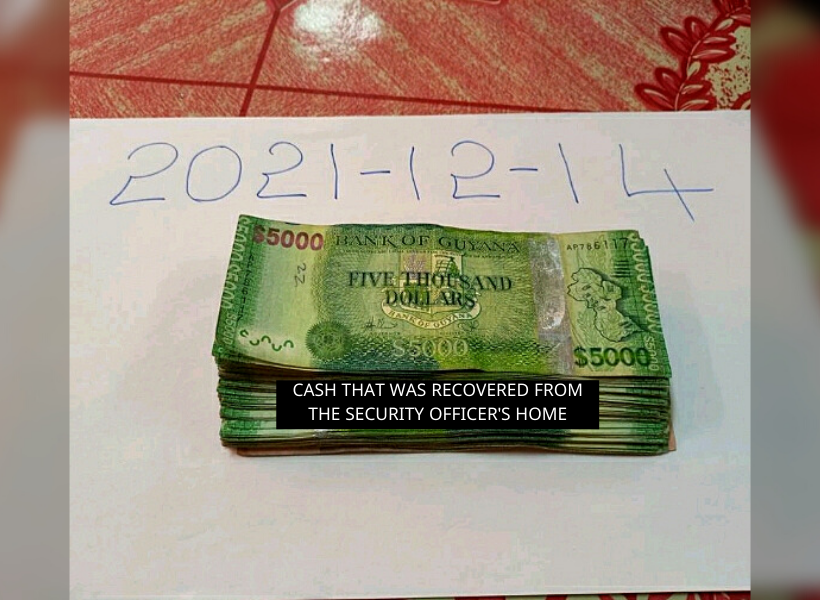 2021-12-14
$5000 BANK OF GUYANA
FIVE THOUSAND
DOLLARS
BANK OF GUYANA
$5000
$5000
CASH THAT WAS RECOVERED FROM
THE SECURITY OFFICER'S HOME